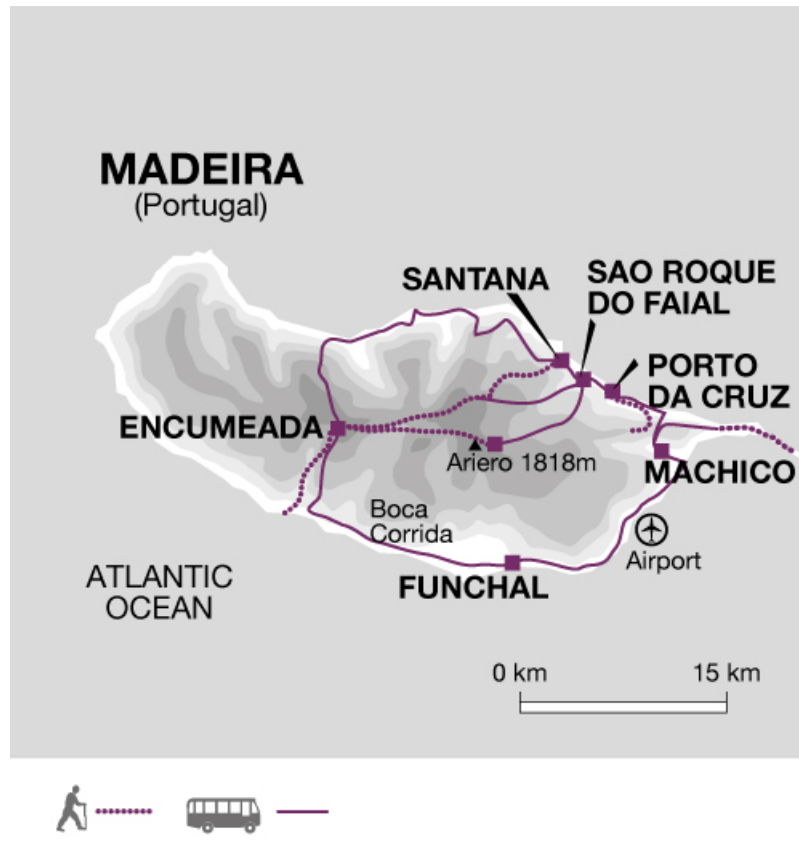 MADEIRA
(Portugal)
SANTANA
SAO ROQUE
DO FAIAL
PORTO
DA CRUZ
ENCUMEADA
Ariero 1818m
MACHICO
Boca
Corrida
Airport
ATLANTIC
OCEAN
FUNCHAL
0 km
15 km